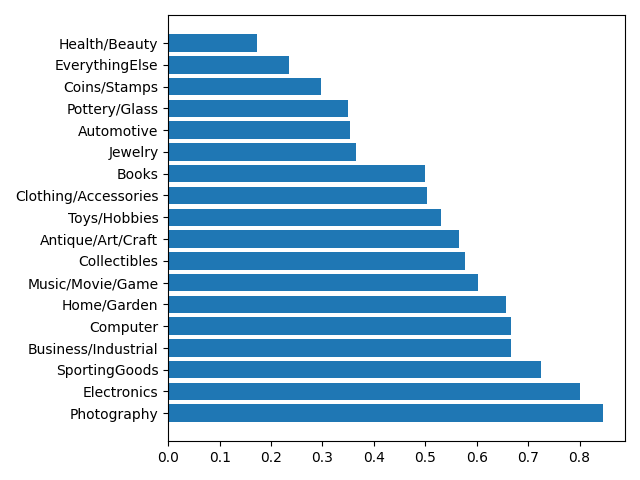 Health/Beauty
EverythingElse
Coins/Stamps
Pottery/Glass
Automotive
Jewelry
Books
Clothing/Accessories
Toys/Hobbies
Antique/Art/Craft
Collectibles
Music/Movie/Game
Home/Garden
Computer
Business/Industrial
SportingGoods
Electronics
Photography
0.0 0.1 0.2 0.3 0.4 0.5 0.6 0.7 0.8